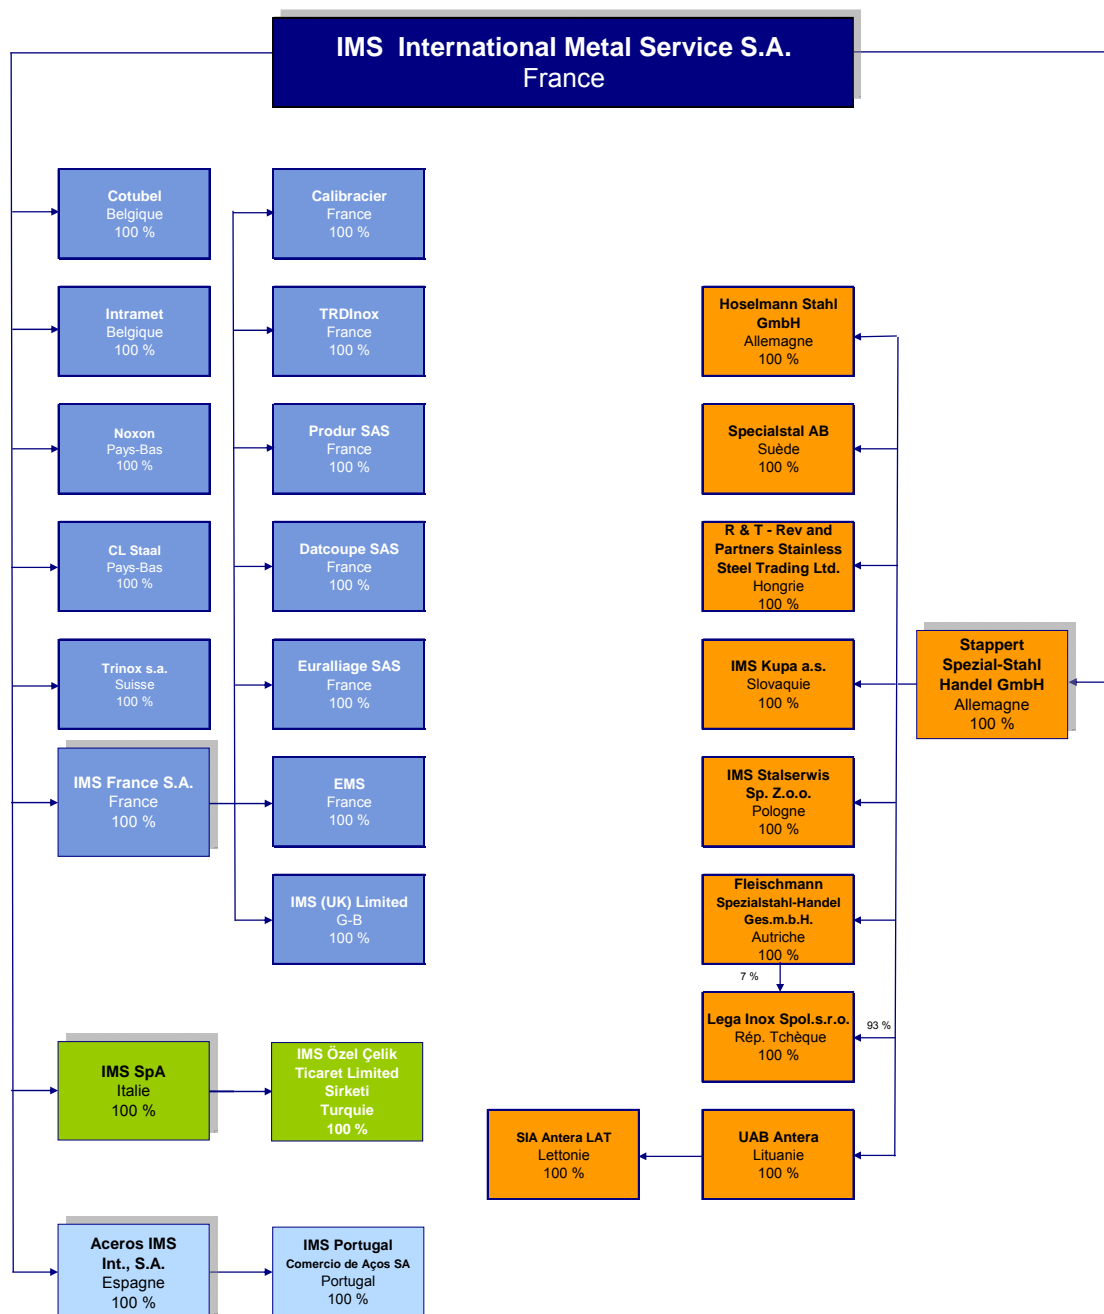 IMS  International Metal Service S.A.
France
Cotubel
Belgique
100 %
Calibracier
France
100 %
Intramet
Belgique
100 %
TRDInox
France
100 %
Hoselmann Stahl
GmbH
Allemagne
100 %
Noxon
Pays-Bas
100 %
Produr SAS
France
100 %
Specialstal AB
Suède
100 %
CL Staal
Pays-Bas
100 %
Datcoupe SAS
France
100 %
R & T - Rev and
Partners Stainless
Steel Trading Ltd.
Hongrie
100 %
Trinox s.a.
Suisse
100 %
Euralliage SAS
France
100 %
IMS Kupa a.s.
Slovaquie
100 %
Stappert
Spezial-Stahl
Handel GmbH
Allemagne
100 %
IMS France S.A.
France
100 %
EMS
France
100 %
IMS Stalserwis
Sp. Z.o.o.
Pologne
100 %
IMS (UK) Limited
G-B
100 %
Fleischmann
Spezialstahl-Handel
Ges.m.b.H.
Autriche
100 %
7 %
Lega Inox Spol.s.r.o.
Rép. Tchèque
100 %
93 %
IMS SpA
Italie
100 %
IMS Özel Çelik
Ticaret Limited
Sirketi
Turquie
100 %
SIA Antera LAT
Lettonie
100 %
UAB Antera
Lituanie
100 %
Aceros IMS
Int., S.A.
Espagne
100 %
IMS Portugal
Comercio de Aços SA
Portugal
100 %